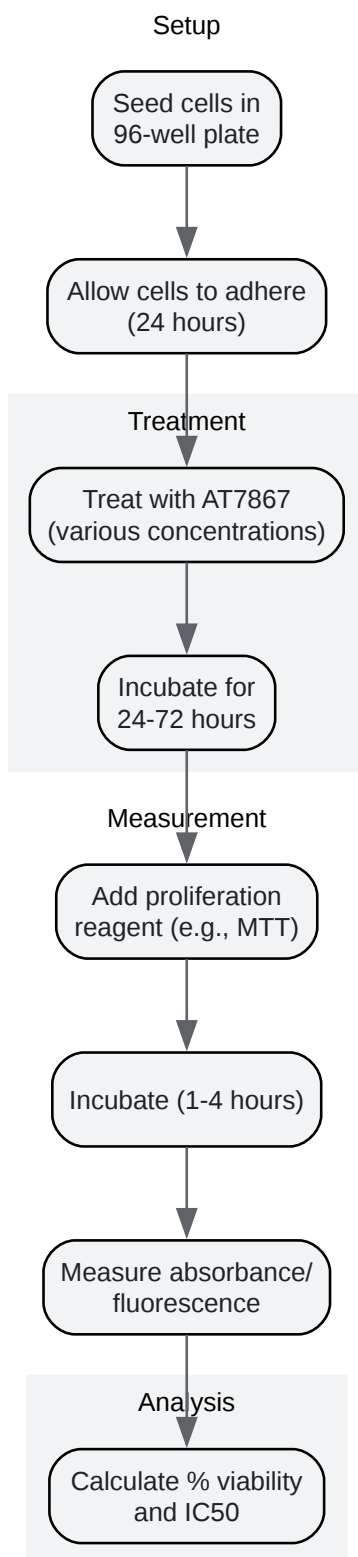 Setup
Seed cells in
96-well plate
Allow cells to adhere
(24 hours)
Treatment
Treat with AT7867
(various concentrations)
Incubate for
24-72 hours
Measurement
Add proliferation
reagent (e.g., MTT)
Incubate (1-4 hours)
Measure absorbance/
fluorescence
Analysis
Calculate % viability
and IC50